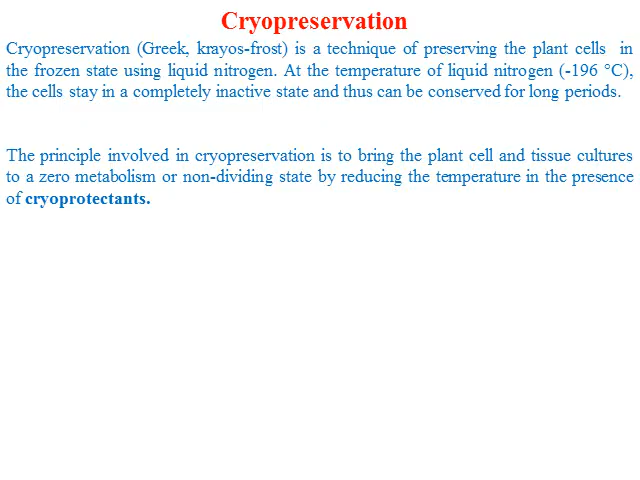 Cryopreservation
Cryopreservation (Greek, krayos-frost) is a technique of preserving the plant cells in
the frozen state using liquid nitrogen. At the temperature of liquid nitrogen (-196 °C),
the cells stay in a completely inactive state and thus can be conserved for long periods.
The principle involved in cryopreservation is to bring the plant cell and tissue cultures
to a zero metabolism or non-dividing state by reducing the temperature in the presence
of cryoprotectants.